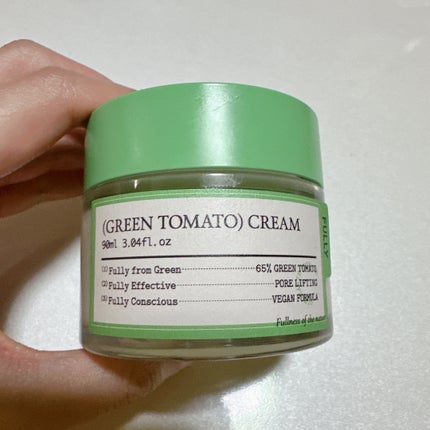 (GREEN TOMATO) CREAM
90ml 3.04fl.oz
(1) Fully from Green 65% GREEN TOMATO
(2) Fully Effective PORE LIFTING
(3) Fully Conscious VEGAN FORMULA
Fullness of the nature
FULLY